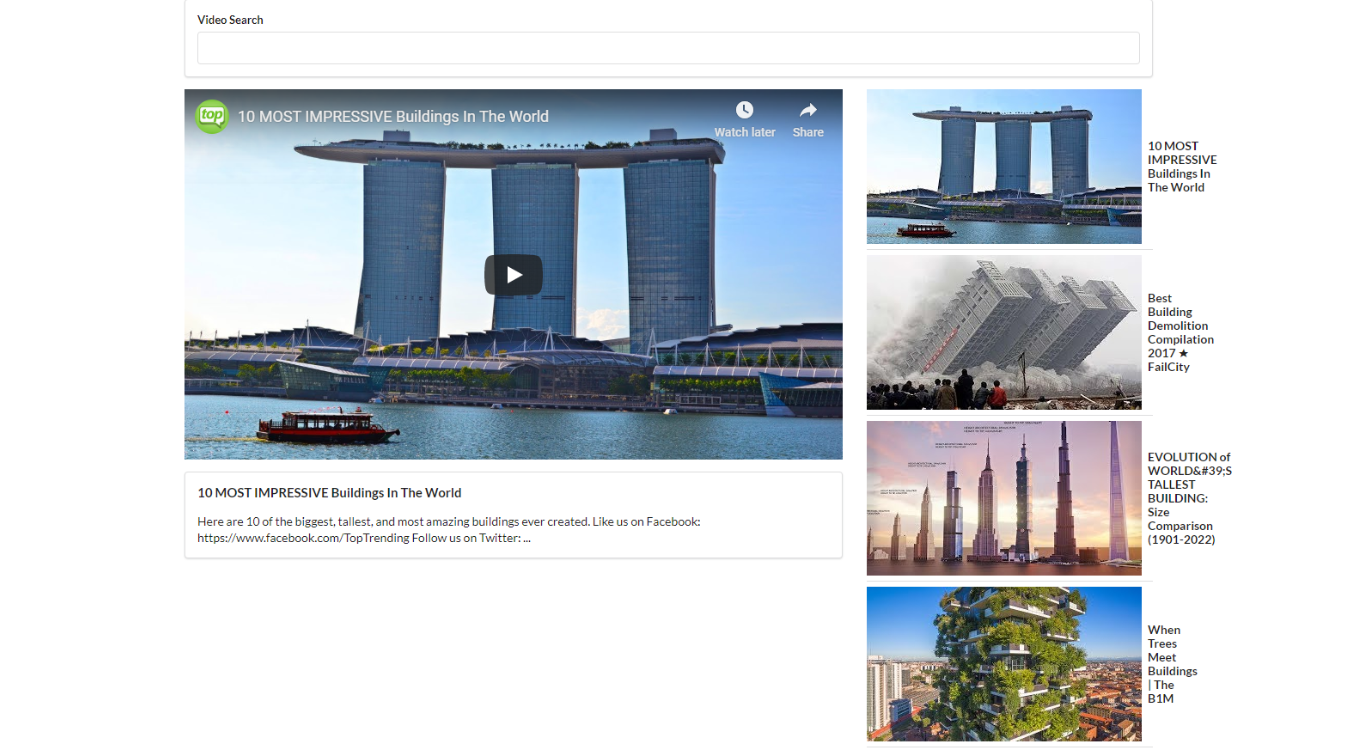 Video Search
top
10 MOST IMPRESSIVE Buildings In The World
Watch later
Share
10 MOST IMPRESSIVE Buildings In The World
Here are 10 of the biggest, tallest, and most amazing buildings ever created. Like us on Facebook:
https://www.facebook.com/TopTrending Follow us on Twitter: ...
10 MOST
IMPRESSIVE
Buildings In
The World
Best
Building
Demolition
Compilation
2017 ★
FailCity
EVOLUTION of
WORLD&#39;S
TALLEST
BUILDING:
Size
Comparison
(1901-2022)
When
Trees
Meet
Buildings
| The
B1M